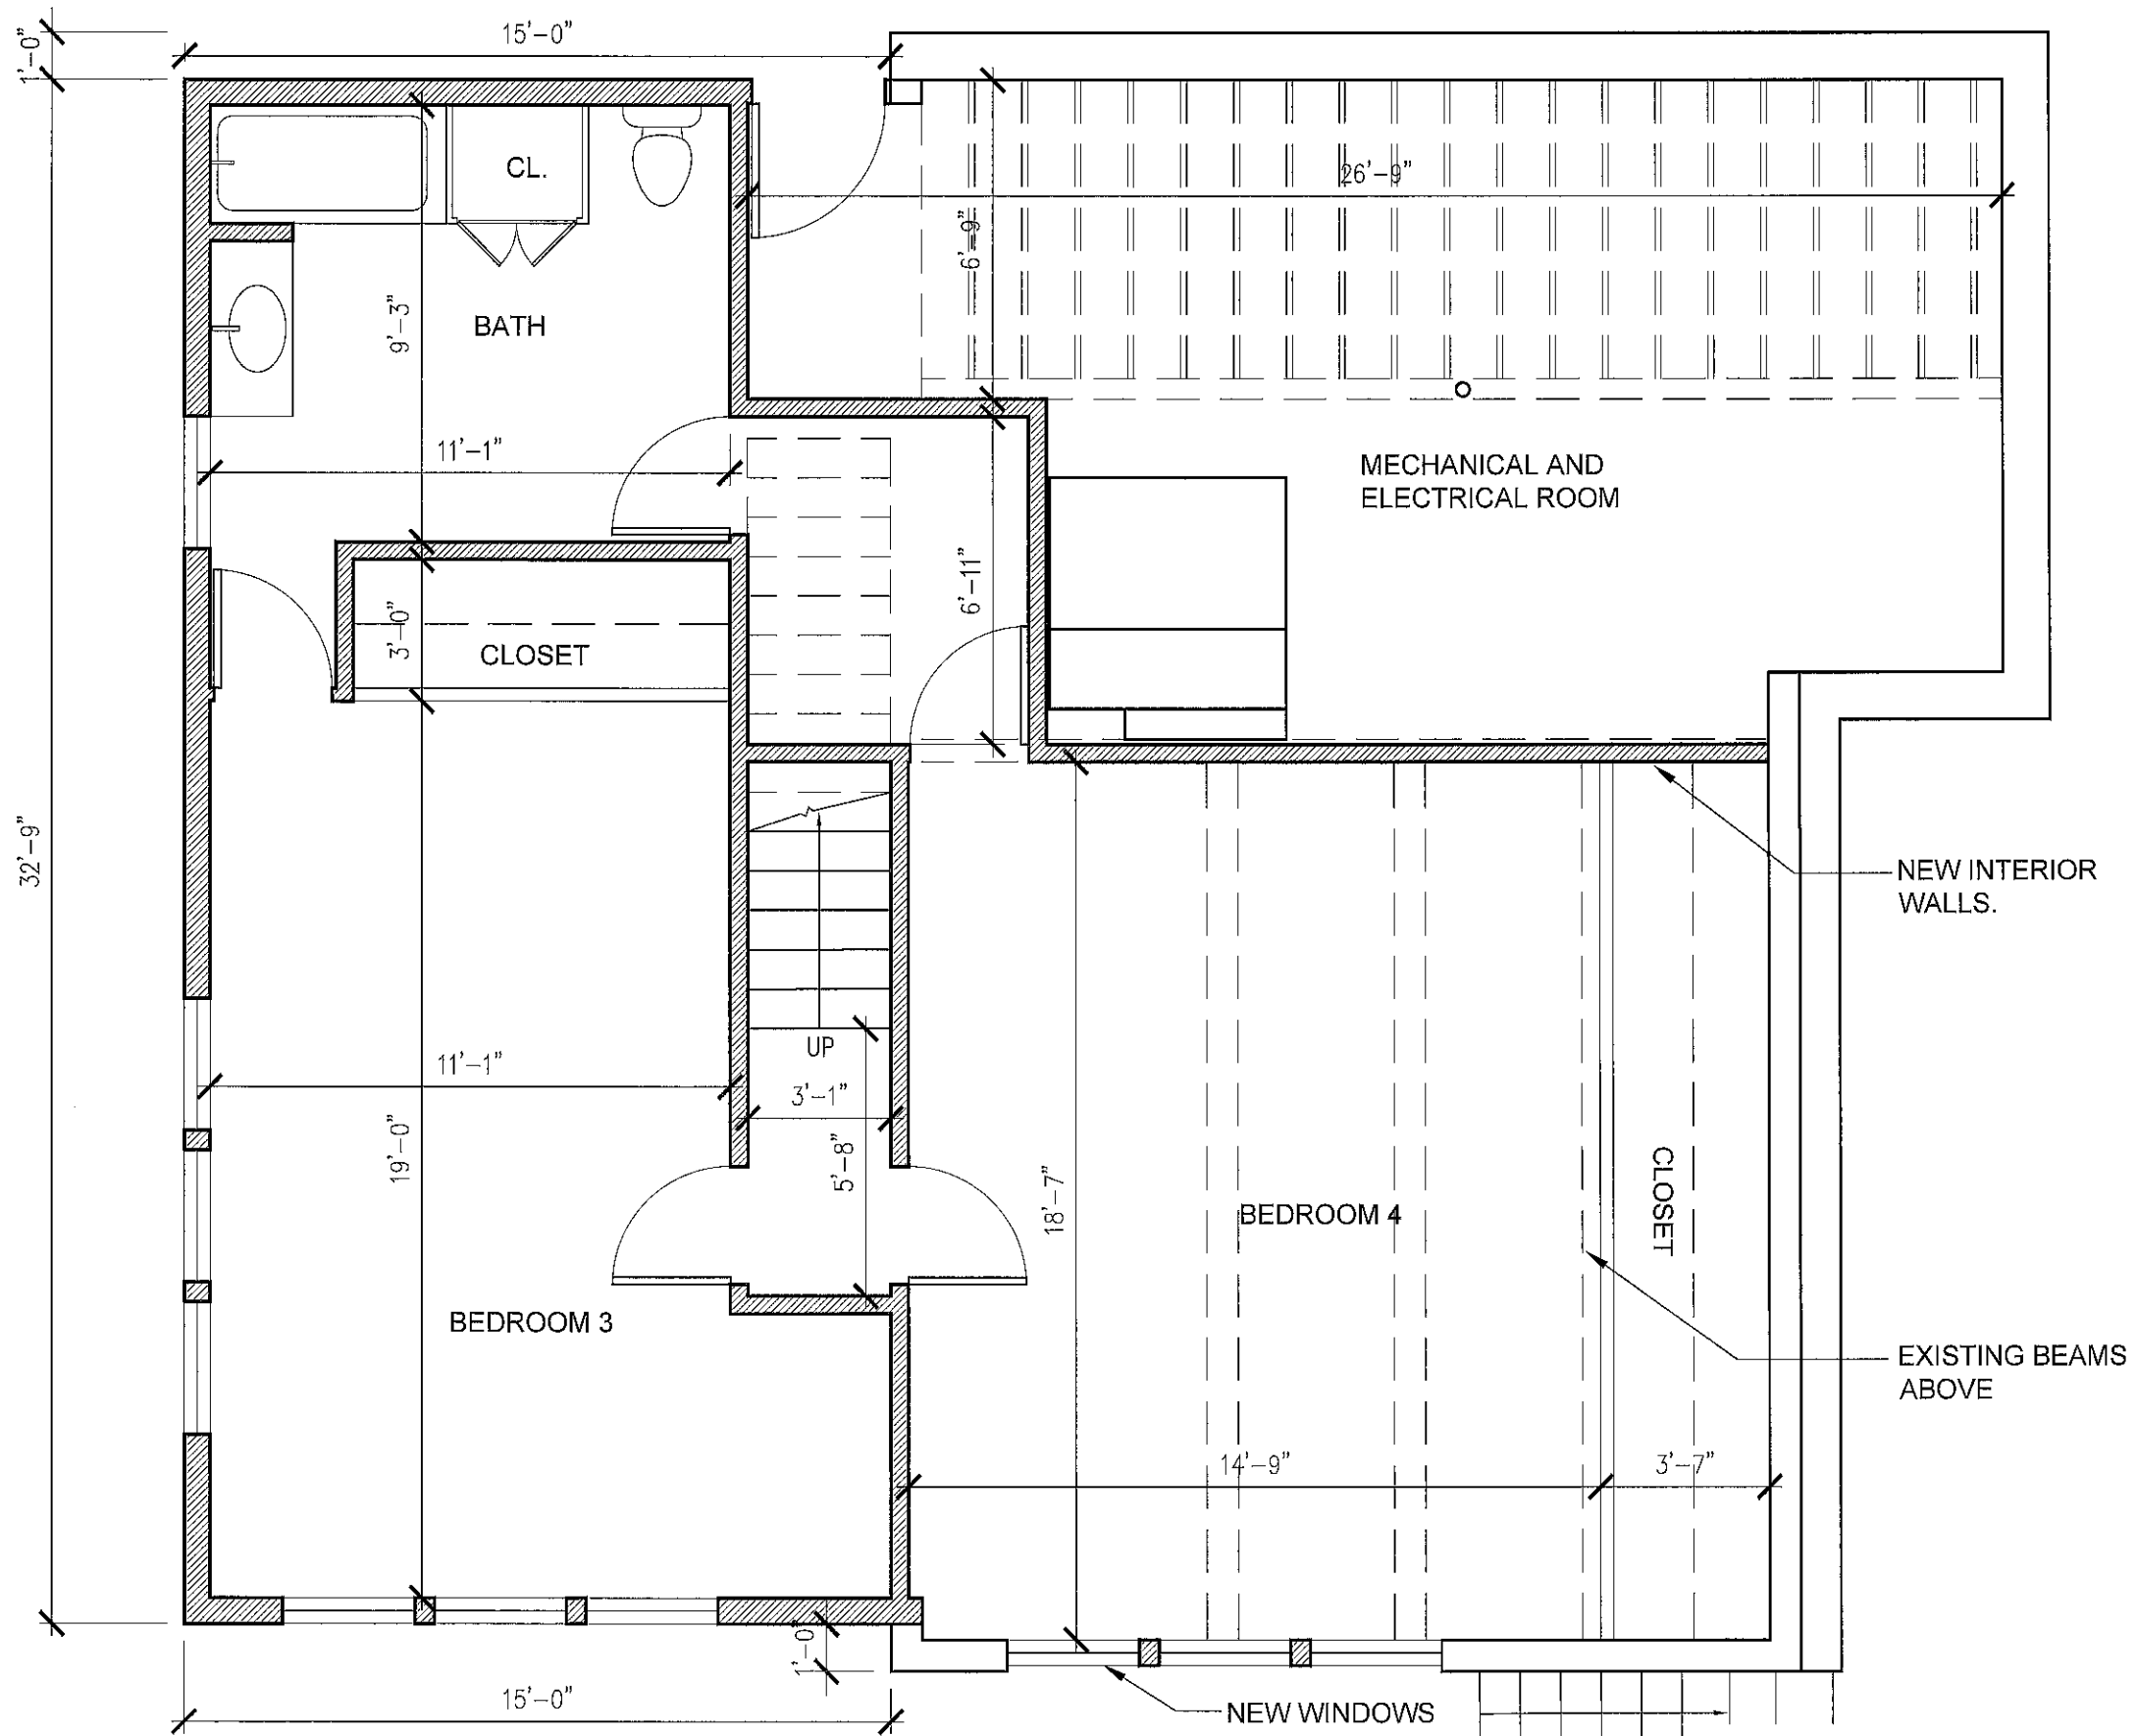 1'-0"
15'-0"
CL.
26'-9"
6'-9"
9'-3"
BATH
11'-1"
MECHANICAL AND
ELECTRICAL ROOM
6'-11"
3'-0"
CLOSET
32'-9"
NEW INTERIOR
WALLS.
UP
11'-1"
3'-1"
19'-0"
5'-8"
18'-7"
CLOSET
BEDROOM 4
BEDROOM 3
EXISTING BEAMS
ABOVE
14'-9"
3'-7"
1'-0"
15'-0"
NEW WINDOWS